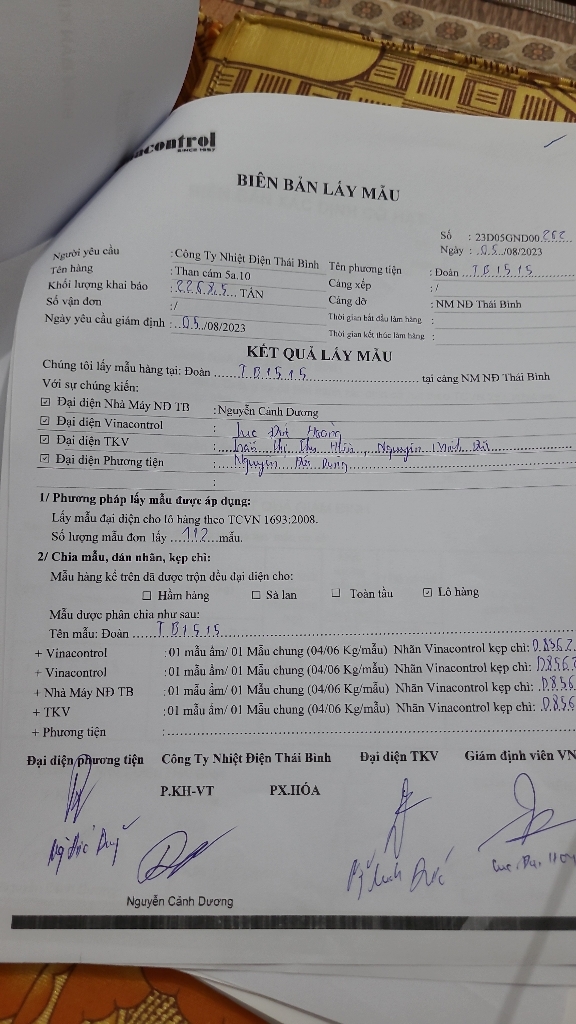 acontrol
SINCE 1957
BIÊN BẢN LẤY MẪU
Số : 23D05GND00.262
Ngày : .05./08/2023
Người yêu cầu : Công Ty Nhiệt Điện Thái Bình Tên phương tiện : Đoàn ..TB1515
Tên hàng : Than cám 5a.10 Cảng xếp : /
Khối lượng khai báo : TẤN Cảng dỡ : NM NĐ Thái Bình
Số vận đơn : / Thời gian bắt đầu làm hàng :
Ngày yêu cầu giám định : ..05../08/2023 Thời gian kết thúc làm hàng :
KẾT QUẢ LẤY MẪU
Chúng tôi lấy mẫu hàng tại: Đoàn ......TB1515...... tại cảng NM NĐ Thái Bình
Với sự chứng kiến:
☑ Đại diện Nhà Máy NĐ TB : Nguyễn Cảnh Dương
☑ Đại diện Vinacontrol :
☑ Đại diện TKV :
☑ Đại diện Phương tiện : Nguyễn
:
1/ Phương pháp lấy mẫu được áp dụng:
Lấy mẫu đại diện cho lô hàng theo TCVN 1693:2008.
Số lượng mẫu đơn lấy ....112....mẫu.
2/ Chia mẫu, dán nhãn, kẹp chì:
Mẫu hàng kể trên đã được trộn đều đại diện cho:
☐ Hầm hàng ☐ Sà lan ☐ Toàn tầu ☑ Lô hàng
Mẫu được phân chia như sau:
Tên mẫu: Đoàn ....TB1515....
+ Vinacontrol : 01 mẫu ẩm/ 01 Mẫu chung (04/06 Kg/mẫu) Nhãn Vinacontrol kẹp chì: D.8562
+ Vinacontrol : 01 mẫu ẩm/ 01 Mẫu chung (04/06 Kg/mẫu) Nhãn Vinacontrol kẹp chì: D856
+ Nhà Máy NĐ TB : 01 mẫu ẩm/ 01 Mẫu chung (04/06 Kg/mẫu) Nhãn Vinacontrol kẹp chì: .D856
+ TKV : 01 mẫu ẩm/ 01 Mẫu chung (04/06 Kg/mẫu) Nhãn Vinacontrol kẹp chì: .D856
+ Phương tiện :
Đại diện phương tiện Công Ty Nhiệt Điện Thái Bình Đại diện TKV Giám định viên VN
P.KH-VT PX.HÓA
Nguyễn Cảnh Dương